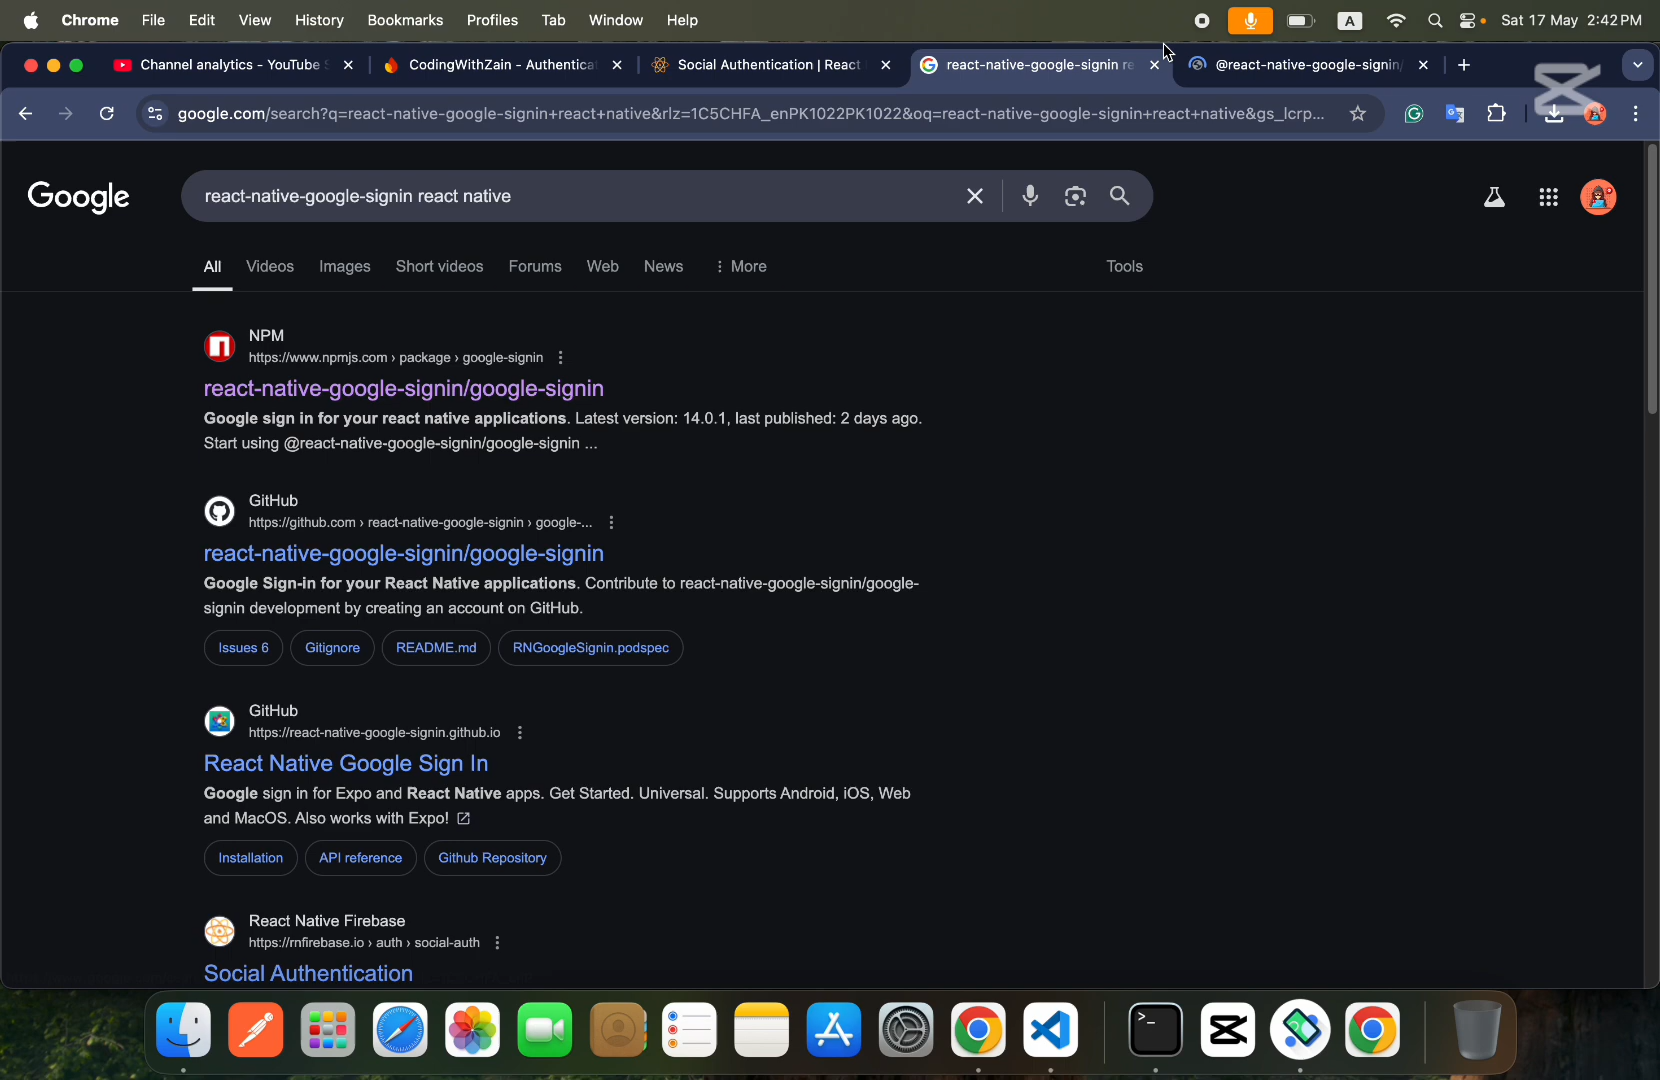 Chrome File Edit View History Bookmarks Profiles Tab Window Help A Sat 17 May 2:42 PM
Channel analytics - YouTube S CodingWithZain - Authentica Social Authentication | React react-native-google-signin re @react-native-google-signin/
google.com/search?q=react-native-google-signin+react+native&rlz=1C5CHFA_enPK1022PK1022&oq=react-native-google-signin+react+native&gs_lcrp...
Google
react-native-google-signin react native
All Videos Images Short videos Forums Web News More Tools
NPM
https://www.npmjs.com › package › google-signin
react-native-google-signin/google-signin
Google sign in for your react native applications. Latest version: 14.0.1, last published: 2 days ago.
Start using @react-native-google-signin/google-signin ...
GitHub
https://github.com › react-native-google-signin › google-...
react-native-google-signin/google-signin
Google Sign-in for your React Native applications. Contribute to react-native-google-signin/google-
signin development by creating an account on GitHub.
Issues 6 Gitignore README.md RNGoogleSignin.podspec
GitHub
https://react-native-google-signin.github.io
React Native Google Sign In
Google sign in for Expo and React Native apps. Get Started. Universal. Supports Android, iOS, Web
and MacOS. Also works with Expo!
Installation API reference Github Repository
React Native Firebase
https://rnfirebase.io › auth › social-auth
Social Authentication